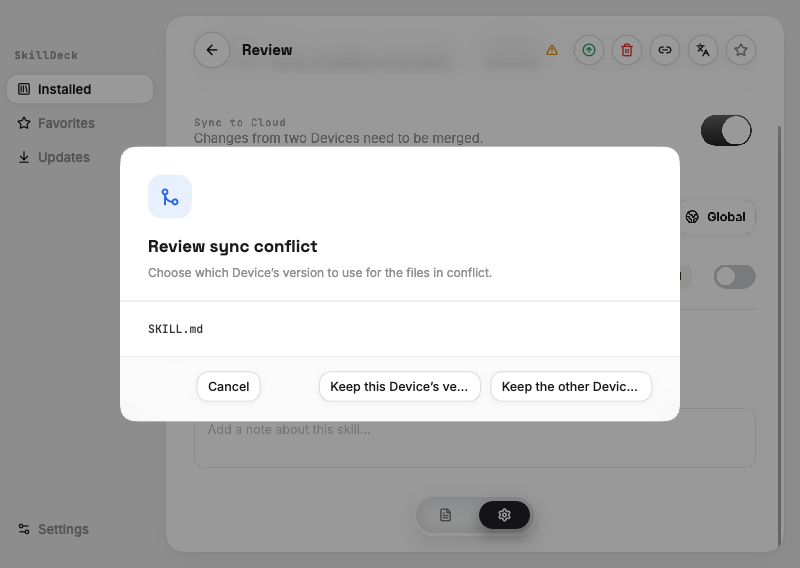 SkillDeck
Review
Installed
Favorites
Updates
Sync to Cloud
Changes from two Devices need to be merged.
Global
Review sync conflict
Choose which Device's version to use for the files in conflict.
SKILL.md
Cancel
Keep this Device's ve...
Keep the other Devic...
Add a note about this skill...
Settings